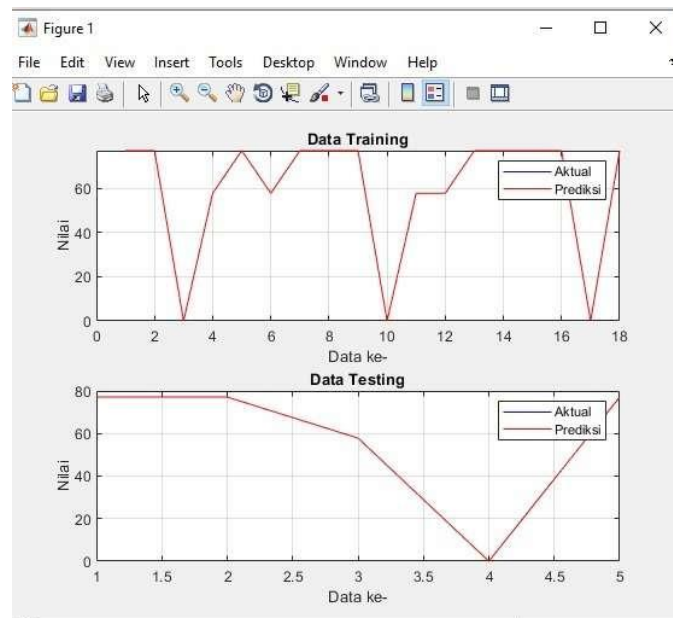 Figure 1
File Edit View Insert Tools Desktop Window Help
Data Training
Aktual
Prediksi
60
40
20
0
Nilai
0 2 4 6 8 10 12 14 16 18
Data ke-
Data Testing
Aktual
Prediksi
80
60
40
20
0
Nilai
1 1.5 2 2.5 3 3.5 4 4.5 5
Data ke-